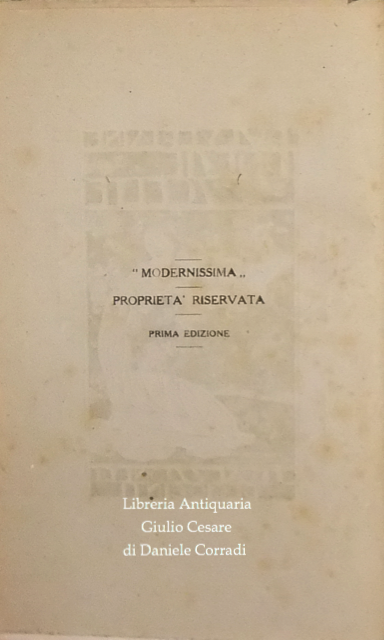 " MODERNISSIMA „
PROPRIETA' RISERVATA
PRIMA EDIZIONE
Libreria Antiquaria
Giulio Cesare
di Daniele Corradi